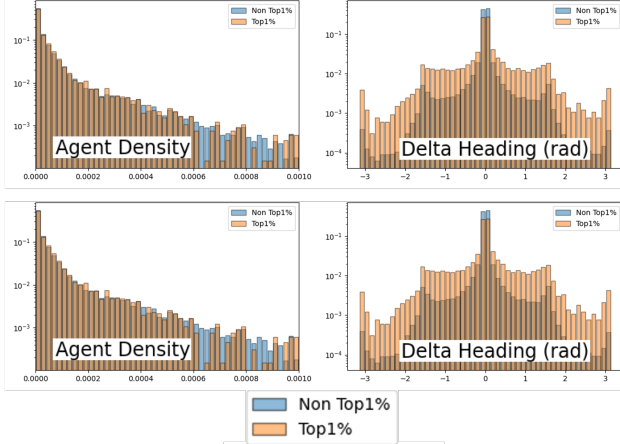 Non Top1%
Top1%
10⁻¹
10⁻²
10⁻³
Agent Density
0.0000 0.0002 0.0004 0.0006 0.0008 0.0010
Non Top1%
Top1%
10⁻¹
10⁻²
10⁻³
10⁻⁴
Delta Heading (rad)
−3 −2 −1 0 1 2 3
Non Top1%
Top1%
10⁻¹
10⁻²
10⁻³
Agent Density
0.0000 0.0002 0.0004 0.0006 0.0008 0.0010
Non Top1%
Top1%
10⁻¹
10⁻²
10⁻³
10⁻⁴
Delta Heading (rad)
−3 −2 −1 0 1 2 3
Non Top1%
Top1%